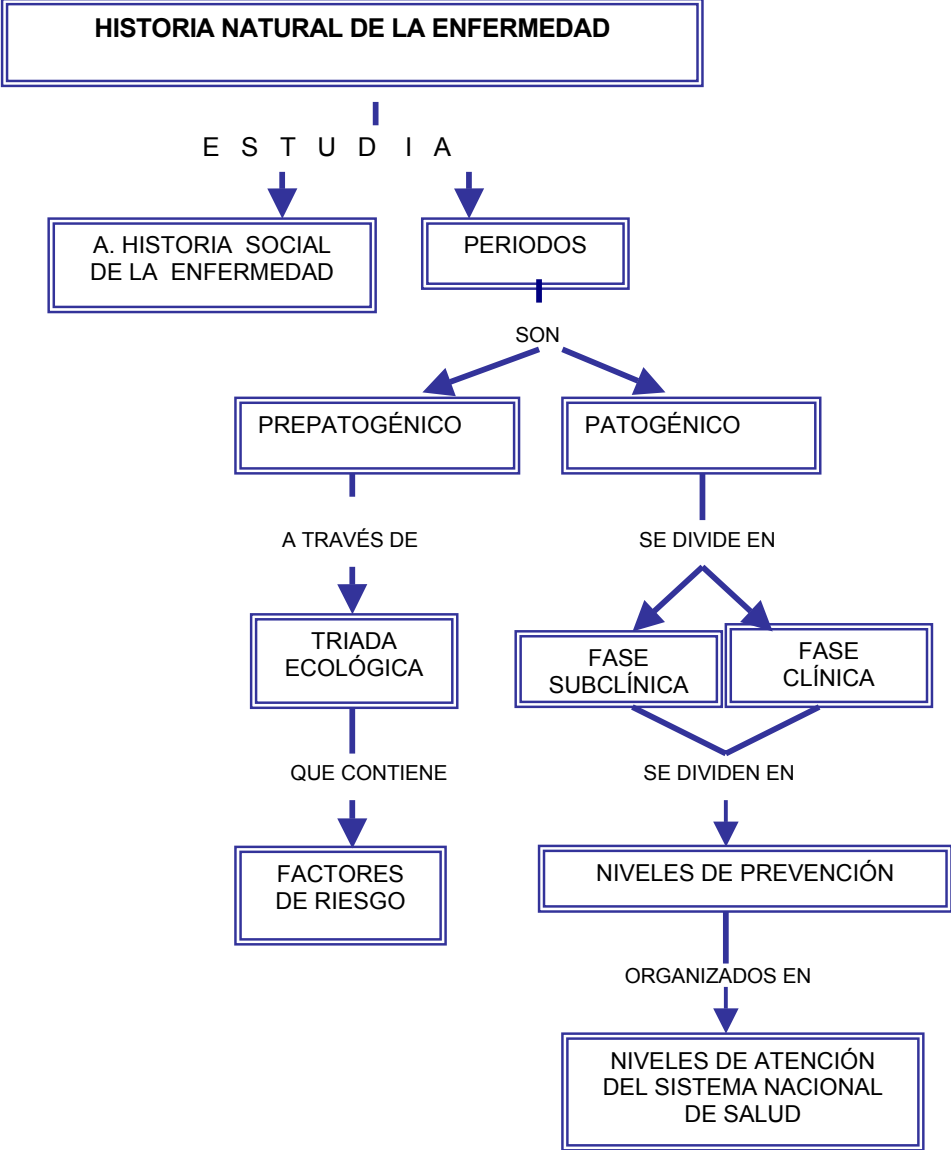 HISTORIA NATURAL DE LA ENFERMEDAD
E S T U D I A
A. HISTORIA SOCIAL
DE LA ENFERMEDAD
PERIODOS
SON
PREPATOGÉNICO
PATOGÉNICO
A TRAVÉS DE
SE DIVIDE EN
TRIADA
ECOLÓGICA
FASE
SUBCLÍNICA
FASE
CLÍNICA
QUE CONTIENE
SE DIVIDEN EN
FACTORES
DE RIESGO
NIVELES DE PREVENCIÓN
ORGANIZADOS EN
NIVELES DE ATENCIÓN
DEL SISTEMA NACIONAL
DE SALUD